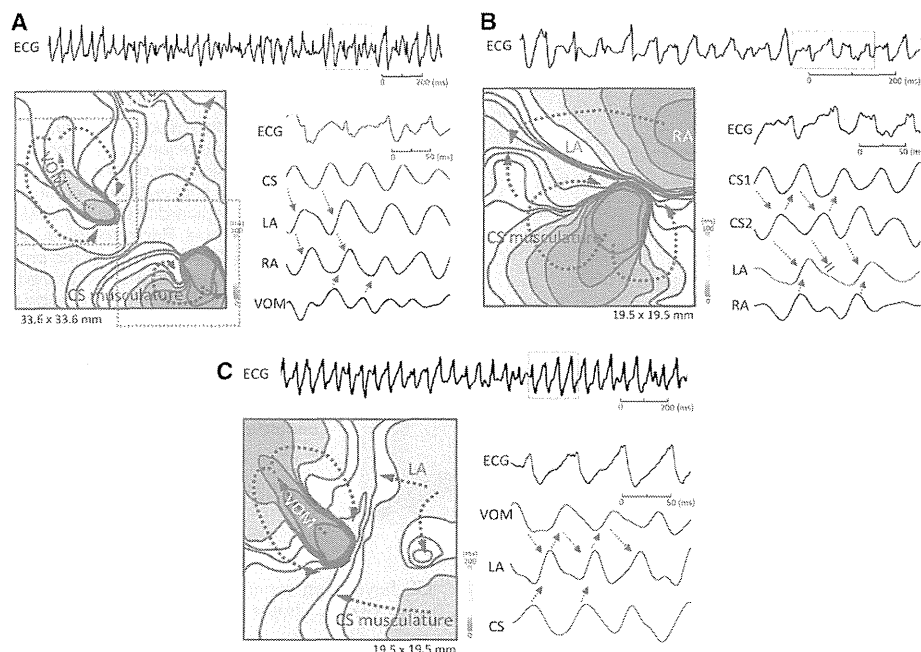 A
ECG
0 200 (ms)
VOM
CS musculature
33.6 x 33.6 mm
ECG
0 50 (ms)
CS
LA
RA
VOM
B
ECG
0 200 (ms)
RA
LA
CS musculature
19.5 x 19.5 mm
ECG
0 50
CS1
CS2
LA
RA
C
ECG
0 200 (ms)
LA
VOM
CS musculature
19.5 x 19.5 mm
ECG
0 50 (ms)
VOM
LA
CS